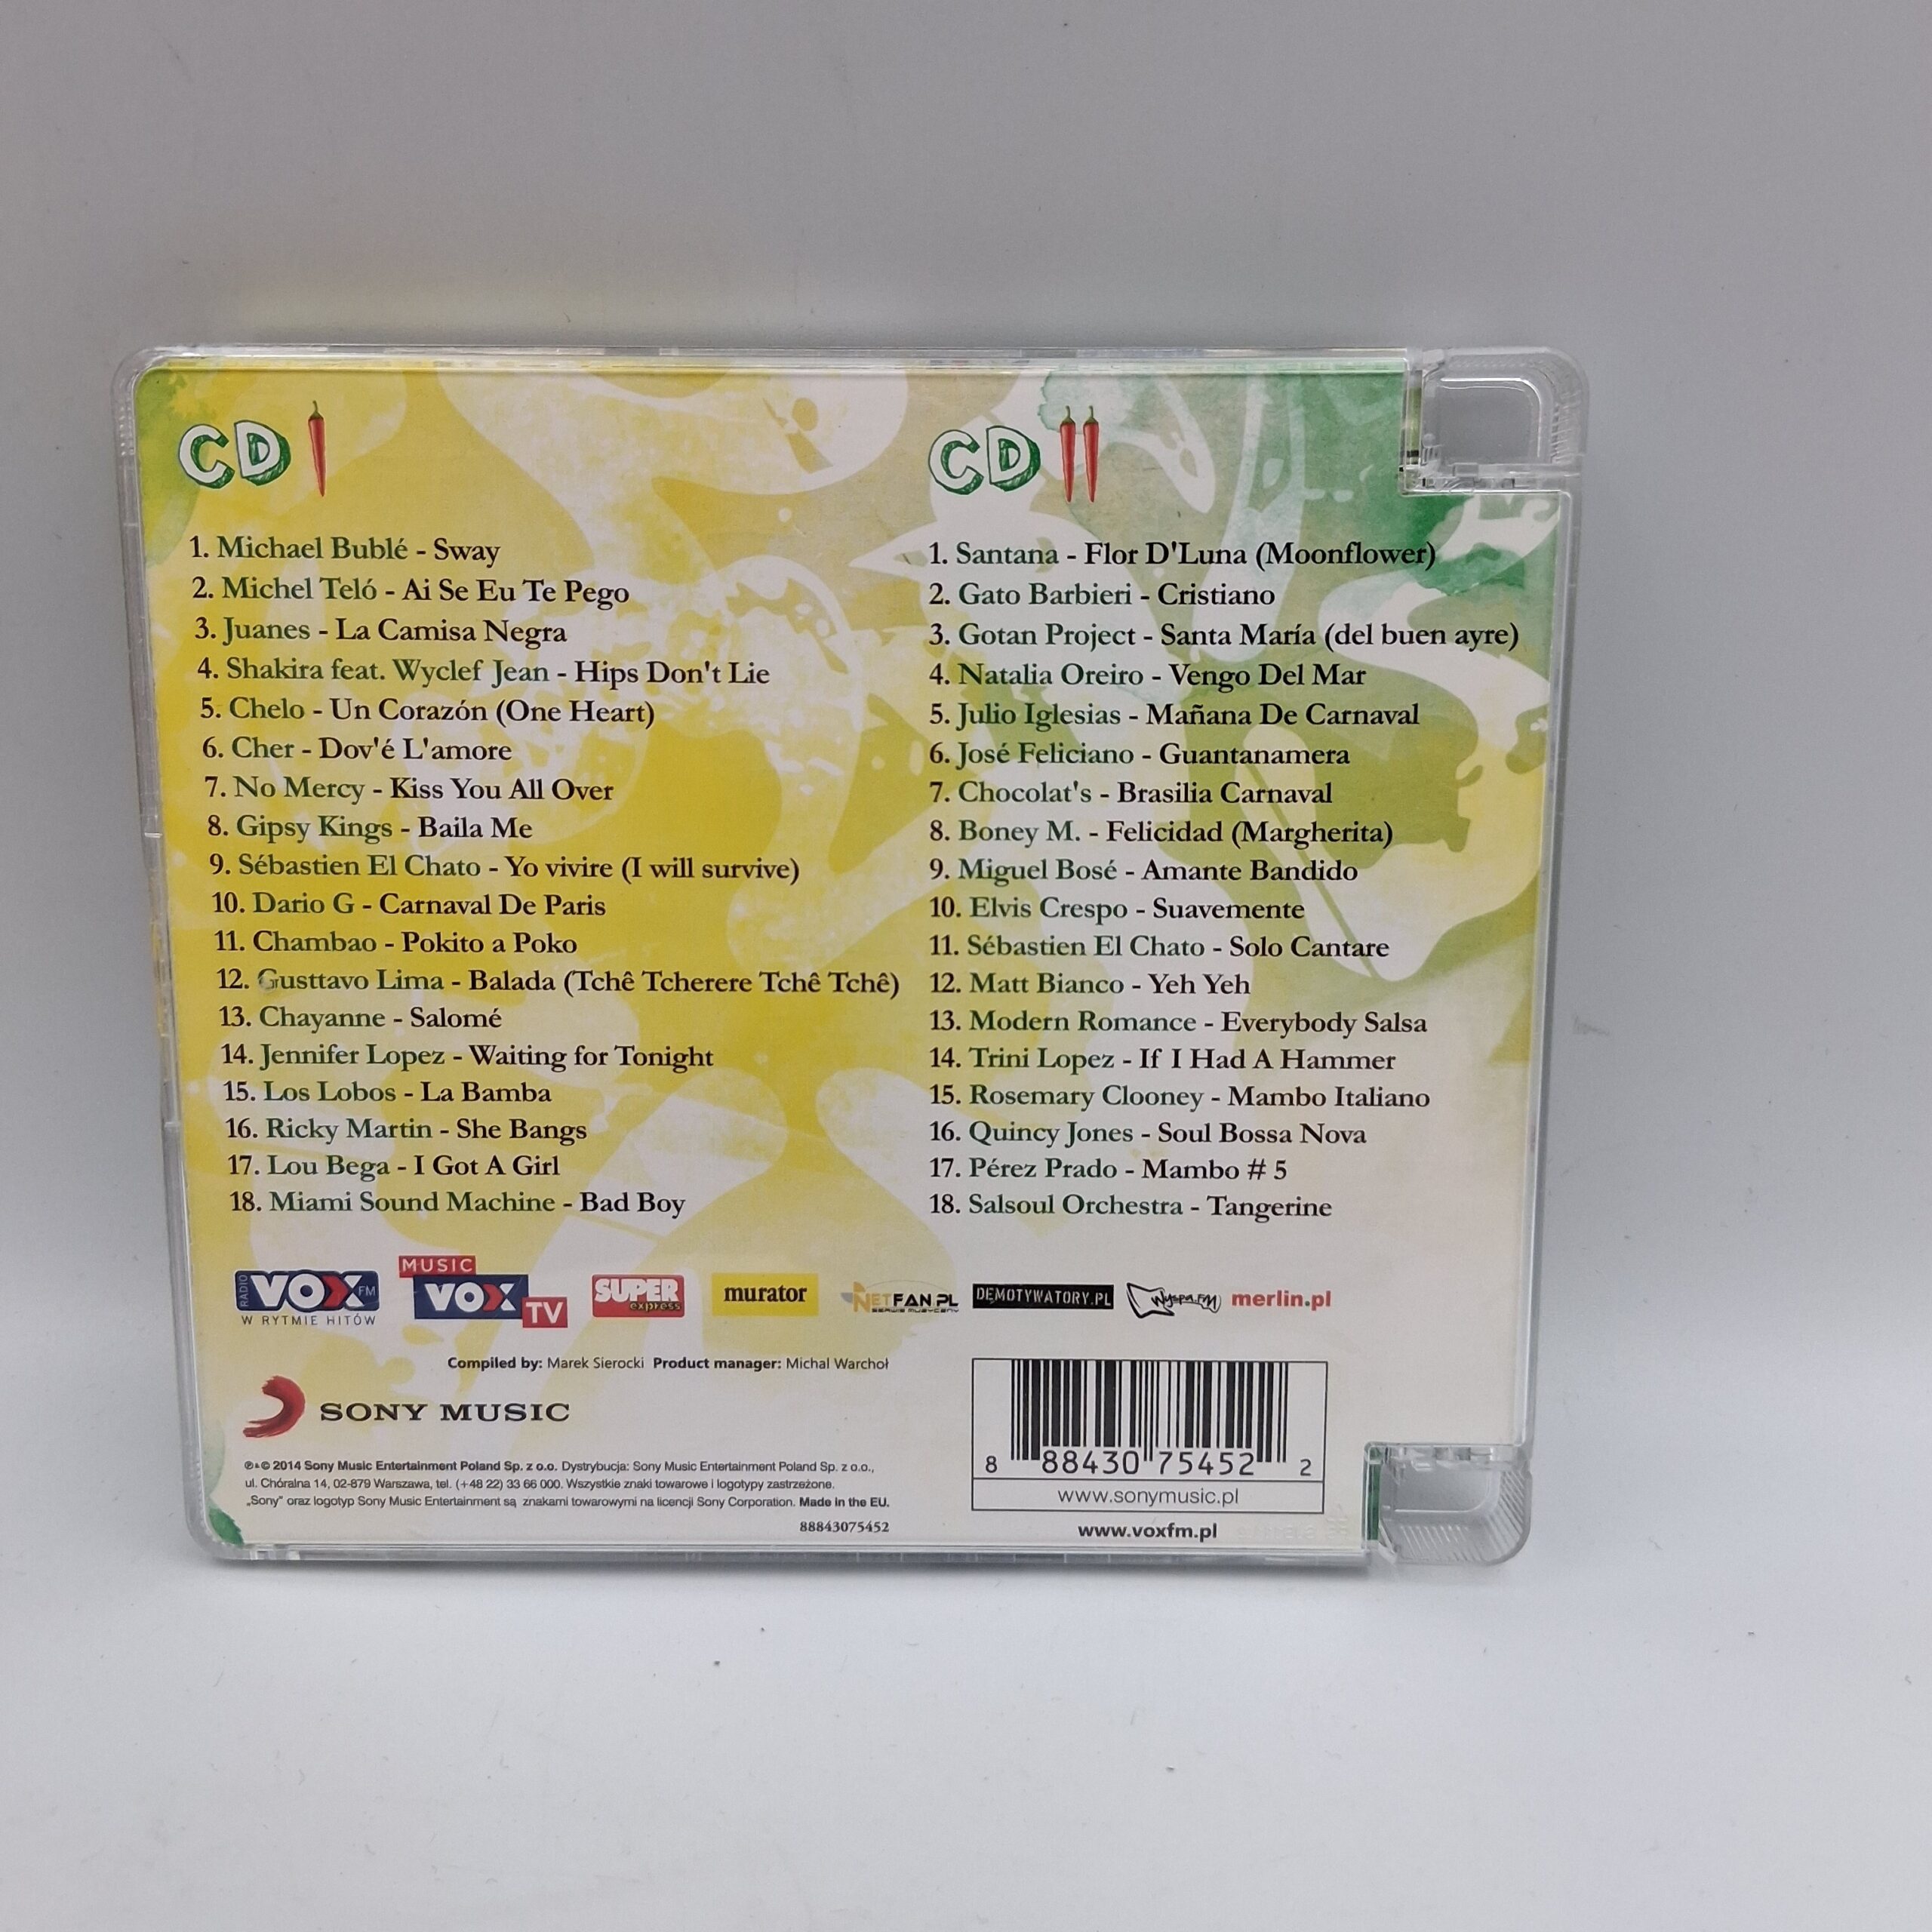 CD
1. Michael Bublé - Sway
2. Michel Teló - Ai Se Eu Te Pego
3. Juanes - La Camisa Negra
4. Shakira feat. Wyclef Jean - Hips Don't Lie
5. Chelo - Un Corazón (One Heart)
6. Cher - Dov'é L'amore
7. No Mercy - Kiss You All Over
8. Gipsy Kings - Baila Me
9. Sébastien El Chato - Yo vivire (I will survive)
10. Dario G - Carnaval De Paris
11. Chambao - Pokito a Poko
12. Gusttavo Lima - Balada (Tchê Tcherere Tchê Tchê)
13. Chayanne - Salomé
14. Jennifer Lopez - Waiting for Tonight
15. Los Lobos - La Bamba
16. Ricky Martin - She Bangs
17. Lou Bega - I Got A Girl
18. Miami Sound Machine - Bad Boy
CD
1. Santana - Flor D'Luna (Moonflower)
2. Gato Barbieri - Cristiano
3. Gotan Project - Santa María (del buen ayre)
4. Natalia Oreiro - Vengo Del Mar
5. Julio Iglesias - Mañana De Carnaval
6. José Feliciano - Guantanamera
7. Chocolat's - Brasilia Carnaval
8. Boney M. - Felicidad (Margherita)
9. Miguel Bosé - Amante Bandido
10. Elvis Crespo - Suavemente
11. Sébastien El Chato - Solo Cantare
12. Matt Bianco - Yeh Yeh
13. Modern Romance - Everybody Salsa
14. Trini Lopez - If I Had A Hammer
15. Rosemary Clooney - Mambo Italiano
16. Quincy Jones - Soul Bossa Nova
17. Pérez Prado - Mambo # 5
18. Salsoul Orchestra - Tangerine
RADIO VOX FM
W RYTMIE HITÓW
MUSIC
VOX
TV
SUPER
express
murator
NETFAN.PL
SERWIS MUZYCZNY
DEMOTYWATORY.PL
Wyspa.FM
merlin.pl
Compiled by: Marek Sierocki Product manager: Michal Warchoł
SONY MUSIC
℗&© 2014 Sony Music Entertainment Poland Sp. z o.o. Dystrybucja: Sony Music Entertainment Poland Sp. z o.o.,
ul. Chóralna 14, 02-879 Warszawa, tel. (+48 22) 33 66 000. Wszystkie znaki towarowe i logotypy zastrzeżone.
„Sony" oraz logotyp Sony Music Entertainment są znakami towarowymi na licencji Sony Corporation. Made in the EU.
88843075452
8 88430 75452 2
www.sonymusic.pl
www.voxfm.pl